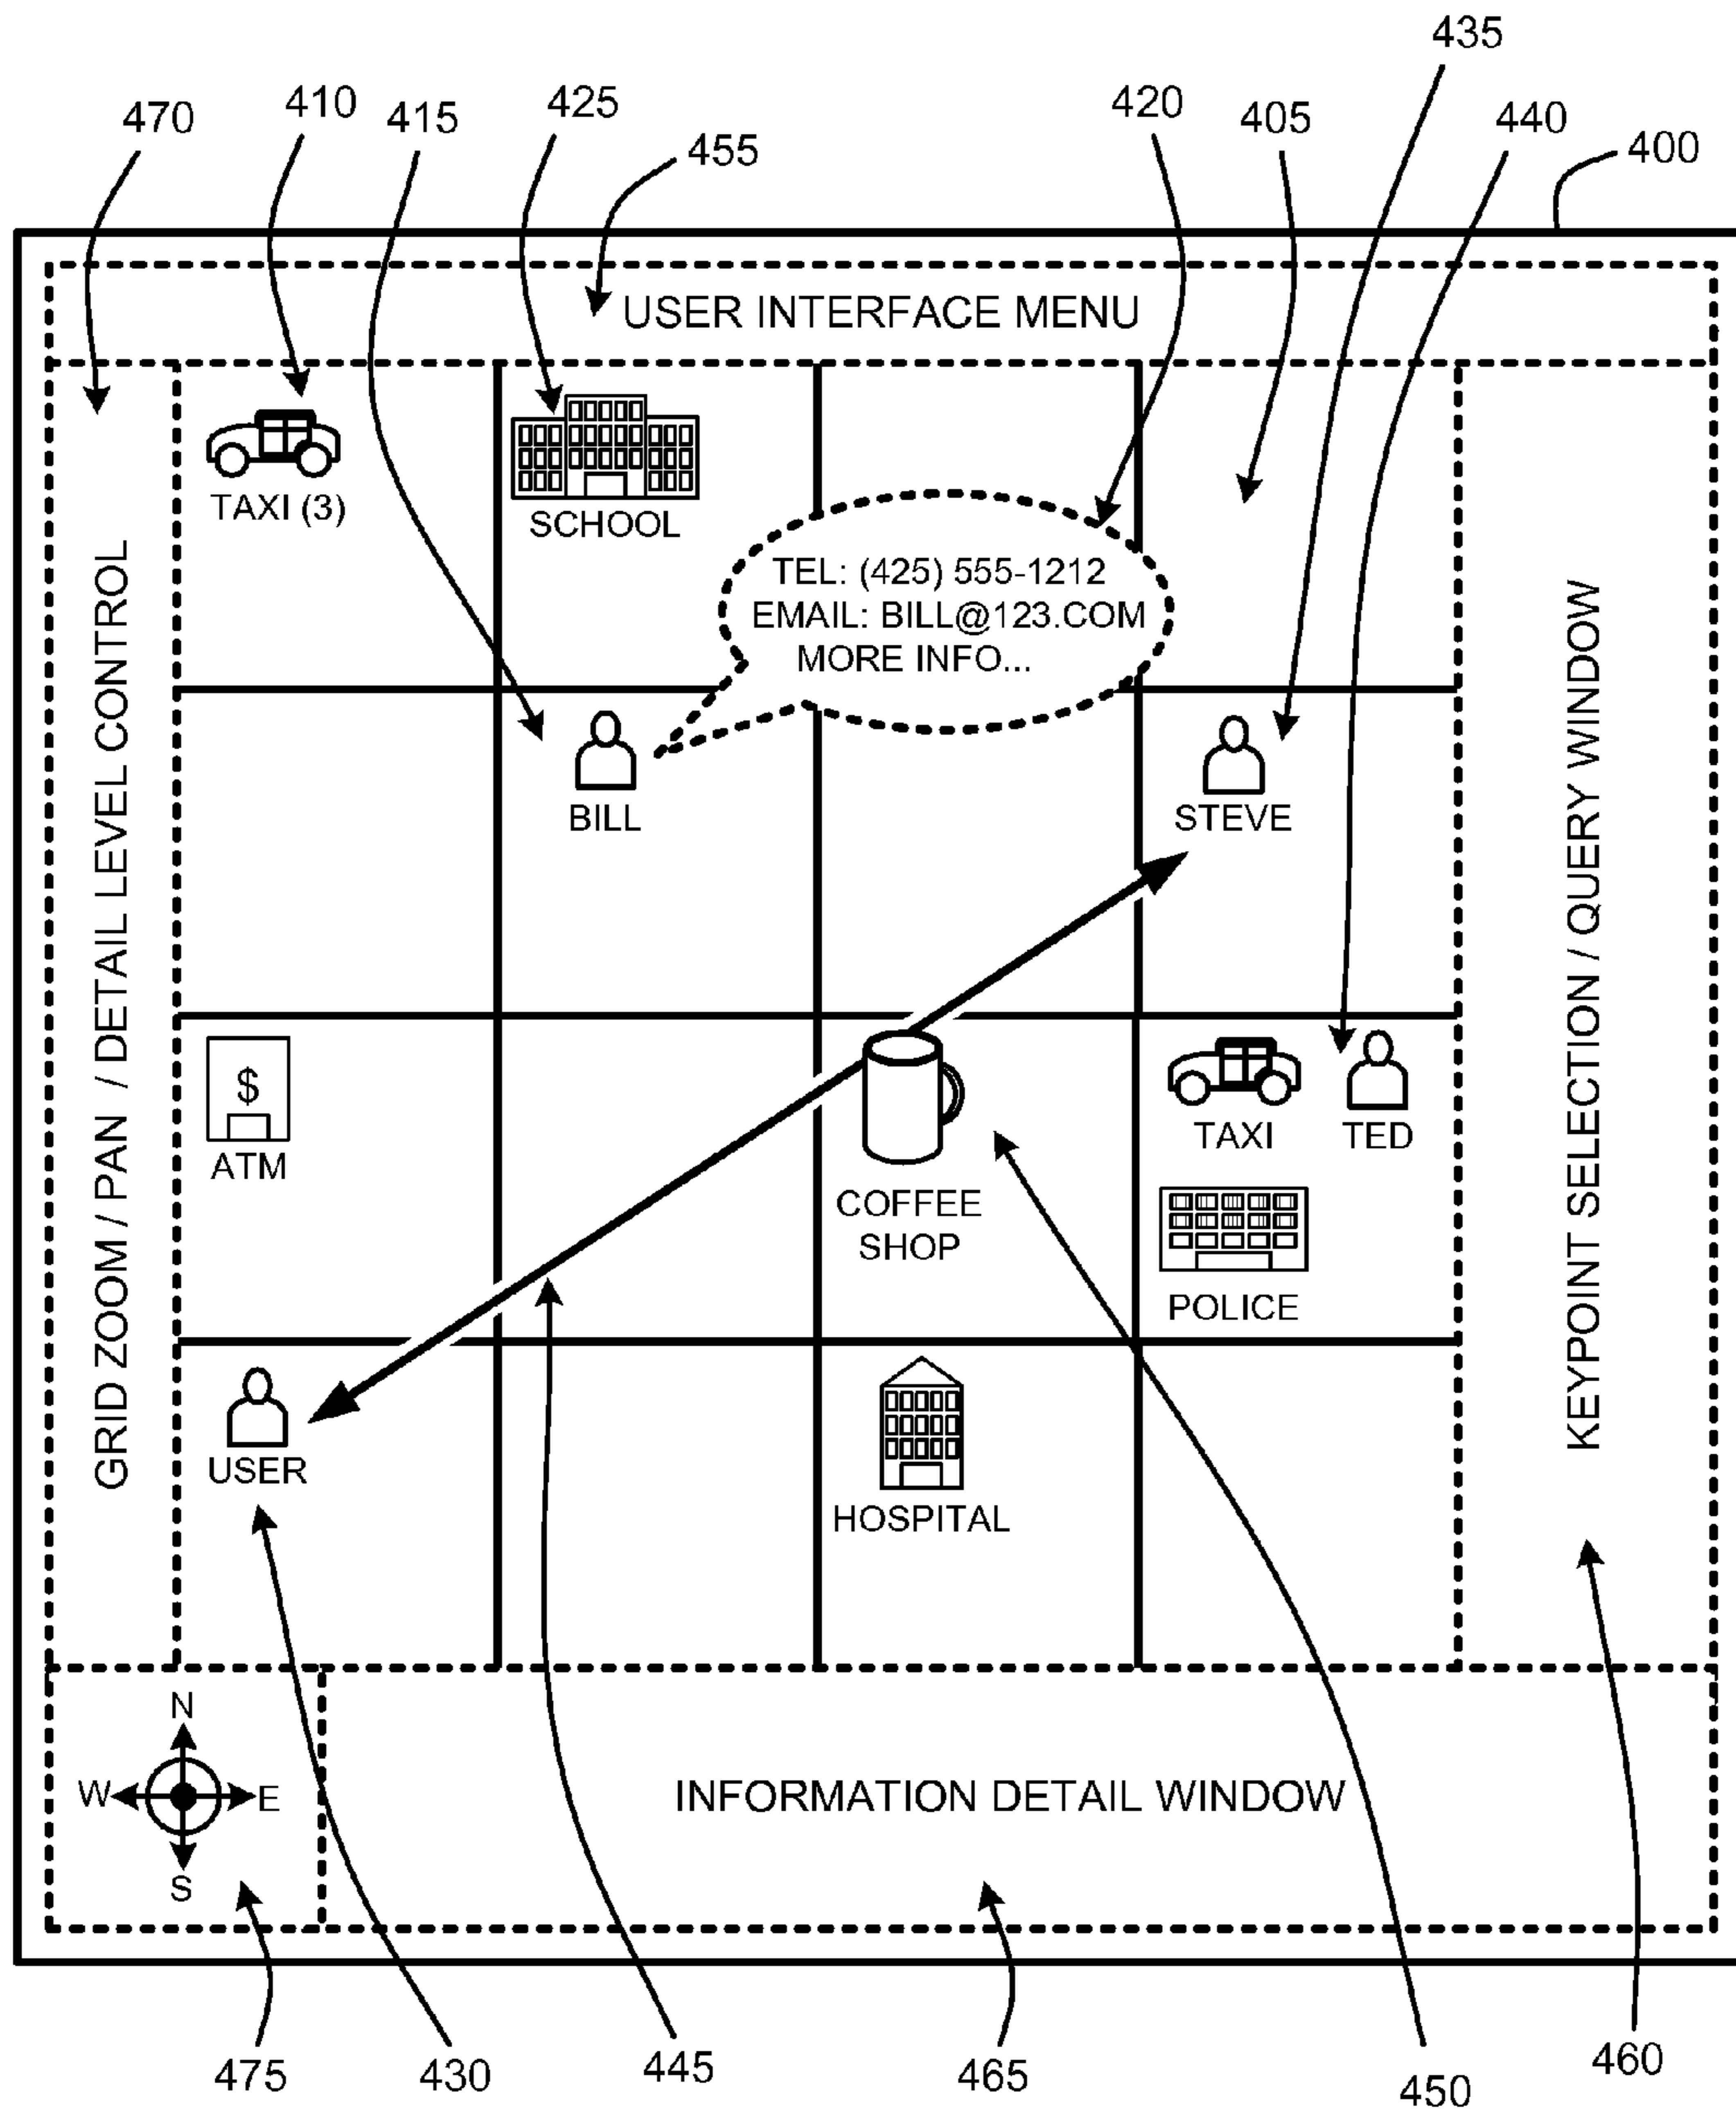 435
470
410
415
425
455
420
405
440
400
USER INTERFACE MENU
TAXI (3)
SCHOOL
TEL: (425) 555-1212
EMAIL: BILL@123.COM
MORE INFO...
GRID ZOOM / PAN / DETAIL LEVEL CONTROL
KEYPOINT SELECTION / QUERY WINDOW
BILL
STEVE
$
ATM
COFFEE
SHOP
TAXI
TED
POLICE
USER
HOSPITAL
N
W
E
S
INFORMATION DETAIL WINDOW
475
430
445
465
450
460